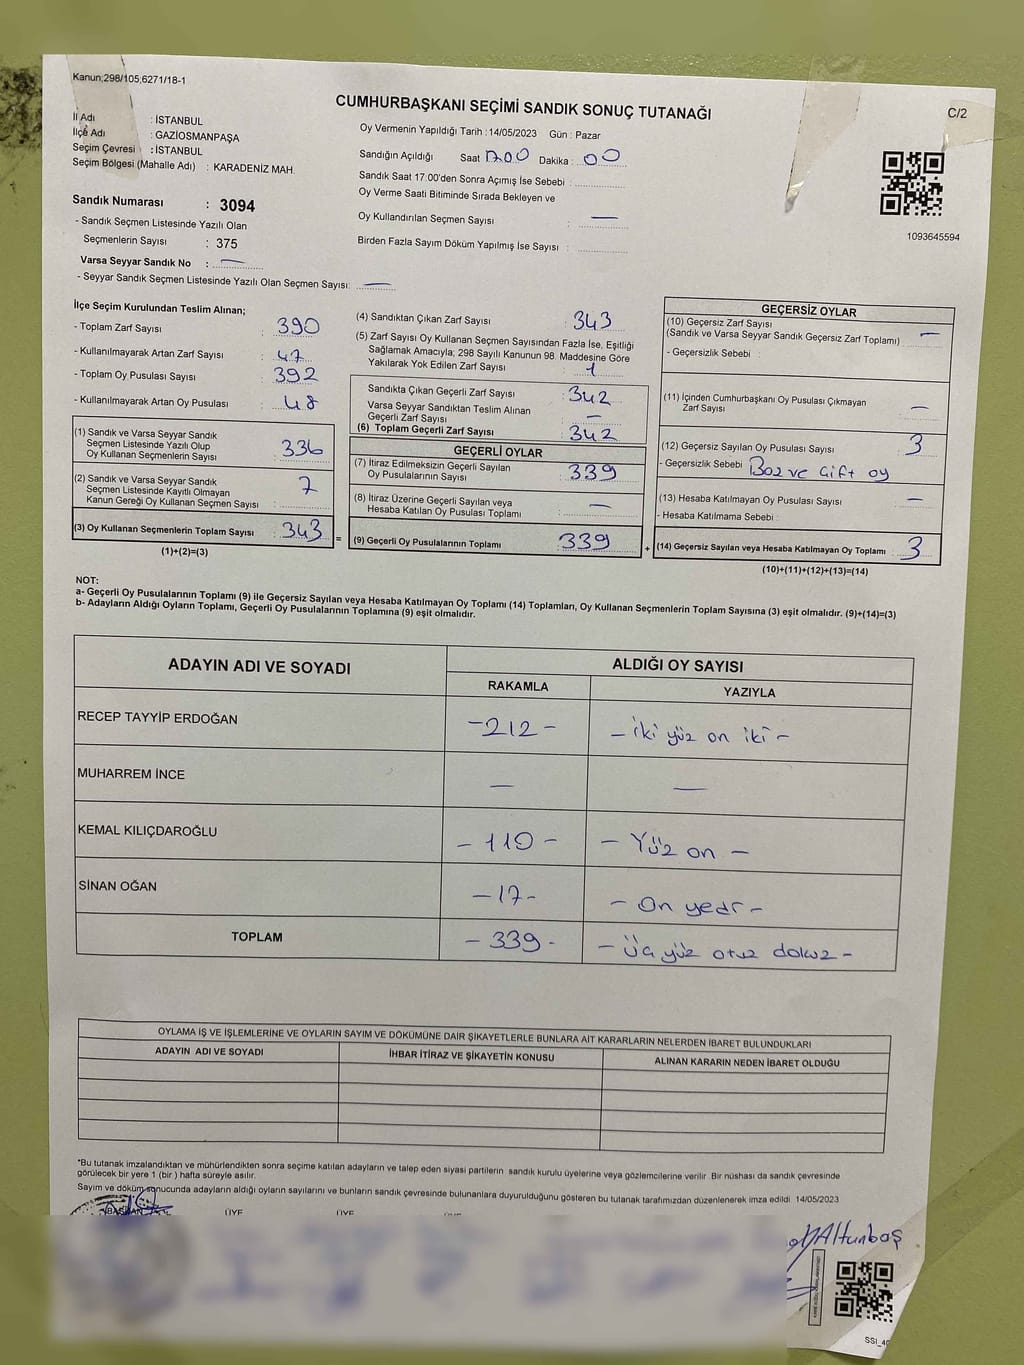 Kanun;298/105;6271/18-1
CUMHURBAŞKANI SEÇİMİ SANDIK SONUÇ TUTANAĞI
C/2
İl Adı : İSTANBUL
İlçe Adı : GAZİOSMANPAŞA
Seçim Çevresi : İSTANBUL
Seçim Bölgesi (Mahalle Adı) : KARADENİZ MAH.
Sandık Numarası : 3094
- Sandık Seçmen Listesinde Yazılı Olan
Seçmenlerin Sayısı : 375
Varsa Seyyar Sandık No : —
- Seyyar Sandık Seçmen Listesinde Yazılı Olan Seçmen Sayısı: —
Oy Vermenin Yapıldığı Tarih : 14/05/2023 Gün : Pazar
Sandığın Açıldığı Saat 17.00 Dakika : 00
Sandık Saat 17:00'den Sonra Açımış İse Sebebi :
Oy Verme Saati Bitiminde Sırada Bekleyen ve
Oy Kullandırılan Seçmen Sayısı : —
Birden Fazla Sayım Döküm Yapılmış İse Sayısı :
1093645594
İlçe Seçim Kurulundan Teslim Alınan;
- Toplam Zarf Sayısı : 390
- Kullanılmayarak Artan Zarf Sayısı : 47
- Toplam Oy Pusulası Sayısı : 392
- Kullanılmayarak Artan Oy Pusulası : 48
(1) Sandık ve Varsa Seyyar Sandık
Seçmen Listesinde Yazılı Olup
Oy Kullanan Seçmenlerin Sayısı 336
(2) Sandık ve Varsa Seyyar Sandık
Seçmen Listesinde Kayıtlı Olmayan
Kanun Gereği Oy Kullanan Seçmen Sayısı : 7
(3) Oy Kullanan Seçmenlerin Toplam Sayısı 343
(1)+(2)=(3)
=
(4) Sandıktan Çıkan Zarf Sayısı 343
(5) Zarf Sayısı Oy Kullanan Seçmen Sayısından Fazla İse, Eşitliği
Sağlamak Amacıyla; 298 Sayılı Kanunun 98. Maddesine Göre
Yakılarak Yok Edilen Zarf Sayısı : 1
Sandıkta Çıkan Geçerli Zarf Sayısı : 342
Varsa Seyyar Sandıktan Teslim Alınan
Geçerli Zarf Sayısı : —
(6) Toplam Geçerli Zarf Sayısı : 342
GEÇERLİ OYLAR
(7) İtiraz Edilmeksizin Geçerli Sayılan
Oy Pusulalarının Sayısı : 339
(8) İtiraz Üzerine Geçerli Sayılan veya
Hesaba Katılan Oy Pusulası Toplamı : —
(9) Geçerli Oy Pusulalarının Toplamı 339
+
GEÇERSİZ OYLAR
(10) Geçersiz Zarf Sayısı
(Sandık ve Varsa Seyyar Sandık Geçersiz Zarf Toplamı) : —
- Geçersizlik Sebebi :
(11) İçinden Cumhurbaşkanı Oy Pusulası Çıkmayan
Zarf Sayısı : —
(12) Geçersiz Sayılan Oy Pusulası Sayısı : 3
- Geçersizlik Sebebi Boz ve Çift oy
(13) Hesaba Katılmayan Oy Pusulası Sayısı : —
- Hesaba Katılmama Sebebi :
(14) Geçersiz Sayılan veya Hesaba Katılmayan Oy Toplamı 3
(10)+(11)+(12)+(13)=(14)
NOT:
a- Geçerli Oy Pusulalarının Toplamı (9) ile Geçersiz Sayılan veya Hesaba Katılmayan Oy Toplamı (14) Toplamları, Oy Kullanan Seçmenlerin Toplam Sayısına (3) eşit olmalıdır. (9)+(14)=(3)
b- Adayların Aldığı Oyların Toplamı, Geçerli Oy Pusulalarının Toplamına (9) eşit olmalıdır.
ADAYIN ADI VE SOYADI ALDIĞI OY SAYISI
RAKAMLA YAZIYLA
RECEP TAYYİP ERDOĞAN -212- - iki yüz on iki -
MUHARREM İNCE — —
KEMAL KILIÇDAROĞLU - 110 - - Yüz on -
SİNAN OĞAN -17- - On yedi -
TOPLAM - 339 - - üç yüz otuz dokuz -
OYLAMA İŞ VE İŞLEMLERİNE VE OYLARIN SAYIM VE DÖKÜMÜNE DAİR ŞİKAYETLERLE BUNLARA AİT KARARLARIN NELERDEN İBARET BULUNDUKLARI
ADAYIN ADI VE SOYADI İHBAR İTİRAZ VE ŞİKAYETİN KONUSU ALINAN KARARIN NEDEN İBARET OLDUĞU
*Bu tutanak imzalandıktan ve mühürlendikten sonra seçime katılan adayların ve talep eden siyasi partilerin sandık kurulu üyelerine veya gözlemcilerine verilir. Bir nüshası da sandık çevresinde
görülecek bir yere 1 (bir) hafta süreyle asılır.
Sayım ve döküm sonucunda adayların aldığı oyların sayılarını ve bunların sandık çevresinde bulunanlara duyurulduğunu gösteren bu tutanak tarafımızdan düzenlenerek imza edildi. 14/05/2023
BAŞKAN ÜYE ÜYE ÜYE
Altunbaş